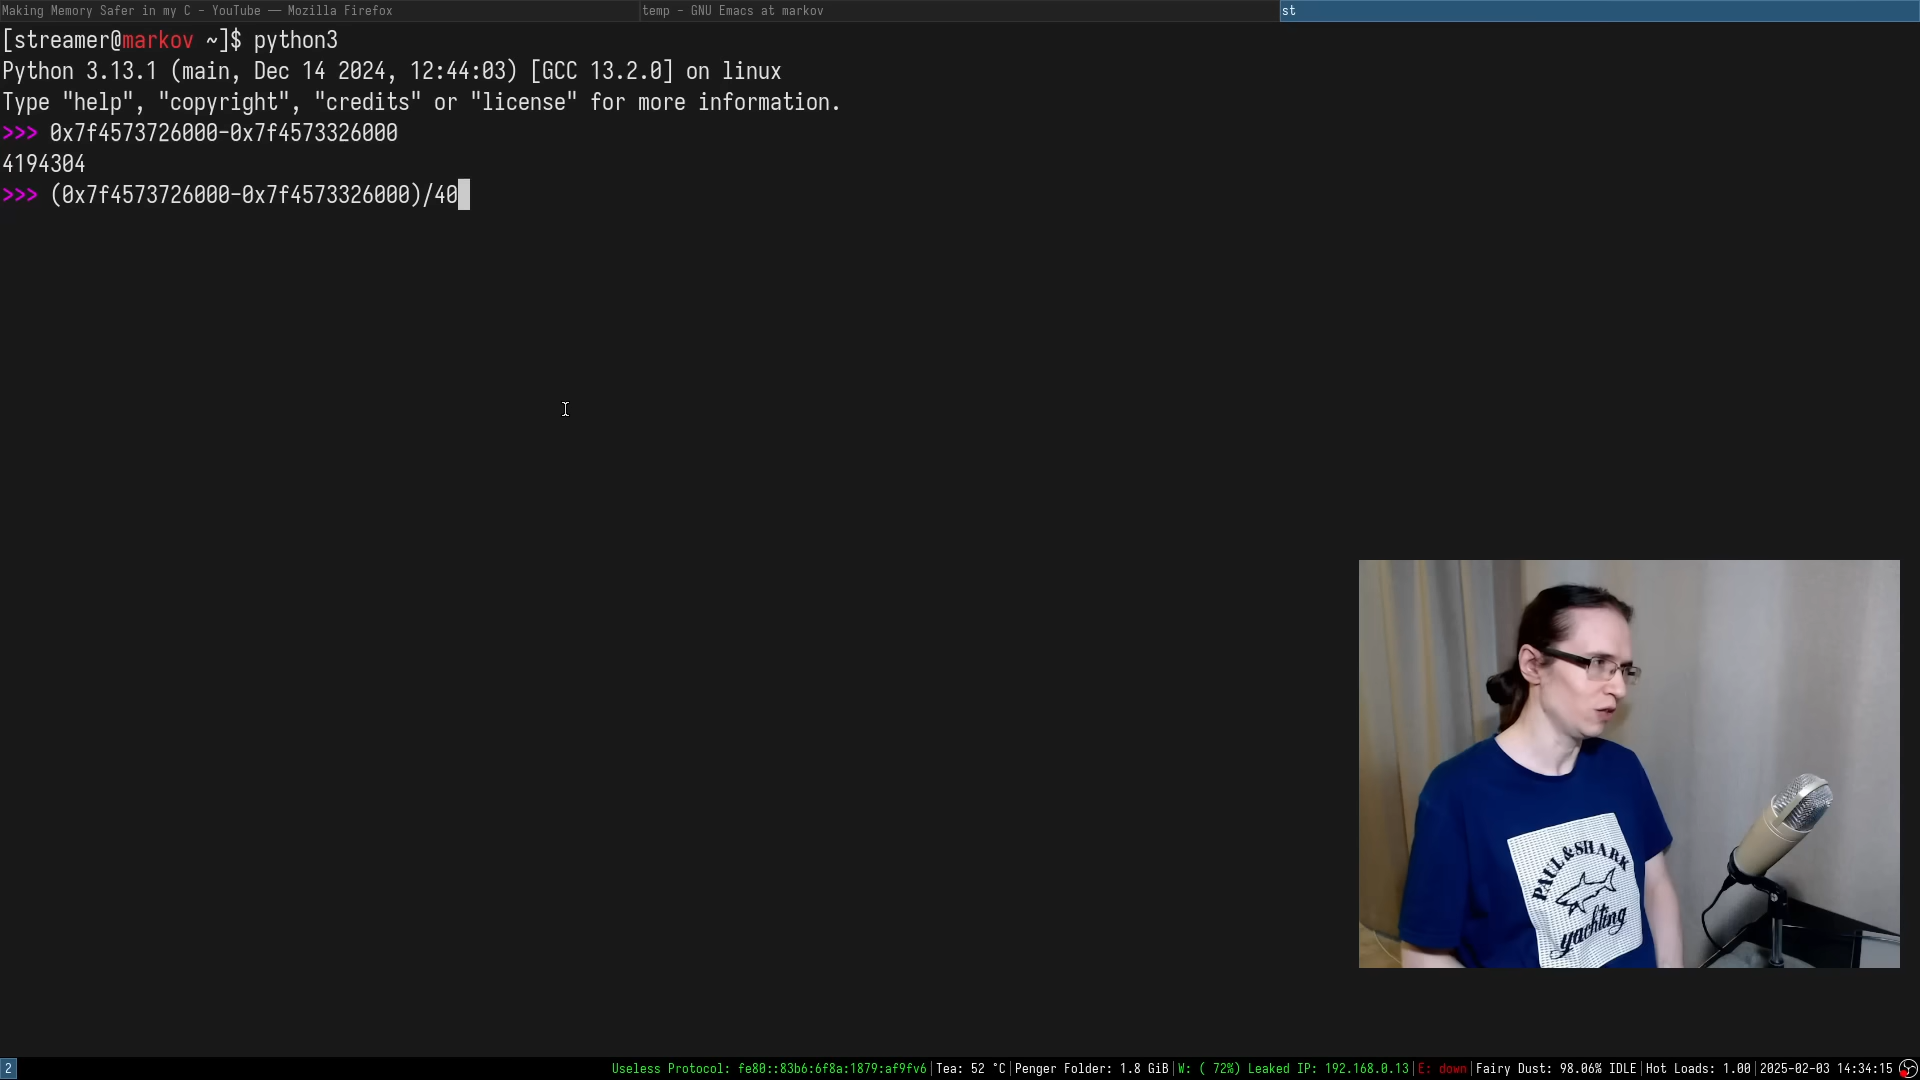 Making Memory Safer in my C - YouTube — Mozilla Firefox
temp - GNU Emacs at markov
st
[streamer@markov ~]$ python3
Python 3.13.1 (main, Dec 14 2024, 12:44:03) [GCC 13.2.0] on linux
Type "help", "copyright", "credits" or "license" for more information.
>>> 0x7f4573726000-0x7f4573326000
4194304
>>> (0x7f4573726000-0x7f4573326000)/40
PAUL & SHARK
yachting
2
Useless Protocol: fe80::83b6:6f8a:1879:af9fv6|Tea: 52 °C|Penger Folder: 1.8 GiB|W: ( 72%) Leaked IP: 192.168.0.13|E: down|Fairy Dust: 98.06% IDLE|Hot Loads: 1.00|2025-02-03 14:34:15